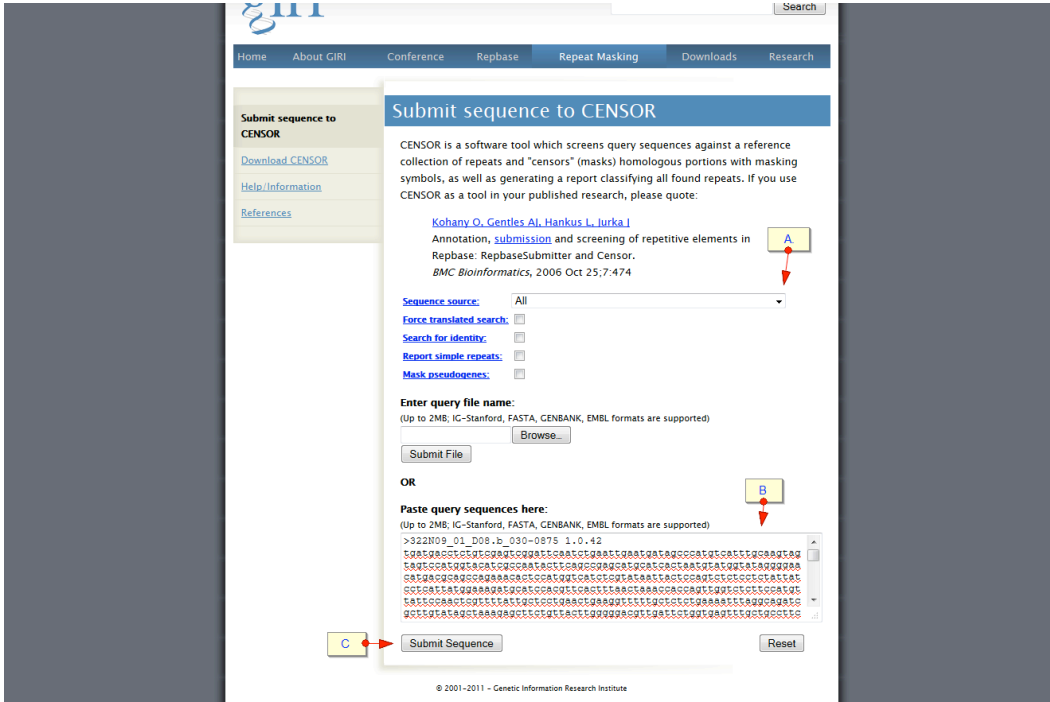 giri
Search
Home About GIRI Conference Repbase Repeat Masking Downloads Research
Submit sequence to
CENSOR
Download CENSOR
Help/Information
References
Submit sequence to CENSOR
CENSOR is a software tool which screens query sequences against a reference
collection of repeats and "censors" (masks) homologous portions with masking
symbols, as well as generating a report classifying all found repeats. If you use
CENSOR as a tool in your published research, please quote:
Kohany O, Gentles AJ, Hankus L, Jurka J
Annotation, submission and screening of repetitive elements in
Repbase: RepbaseSubmitter and Censor.
BMC Bioinformatics, 2006 Oct 25;7:474
A.
Sequence source: All
Force translated search:
Search for identity:
Report simple repeats:
Mask pseudogenes:
Enter query file name:
(Up to 2MB; IG-Stanford, FASTA, GENBANK, EMBL formats are supported)
Browse...
Submit File
OR
B
Paste query sequences here:
(Up to 2MB; IG-Stanford, FASTA, GENBANK, EMBL formats are supported)
>322N09_01_D08.b_030-0875 1.0.42
tgatgacctctgtcgagtcggattcaatctgaattgaatgatagcccatgtcatttgcaagtag
tagtccatggtacatcgccaatacttcagccgagcatgcatcactaatgtatggtataggggaa
catgacgcagccagaaacactccatggtcatctcgtataattactccagtctctcctctattat
cctcattatggaaagatgcatccacgttcactttaactaaaccaccagttggtctcttccatgt
tattccaactcgttttattgctcctgaactgaaggtttttgttctctgaaaatttaggcagatc
gcttgtatagctaaagagcttctgttacttgggggacgttgattctggtgagtttgctgccttc
C
Submit Sequence
Reset
© 2001-2011 - Genetic Information Research Institute